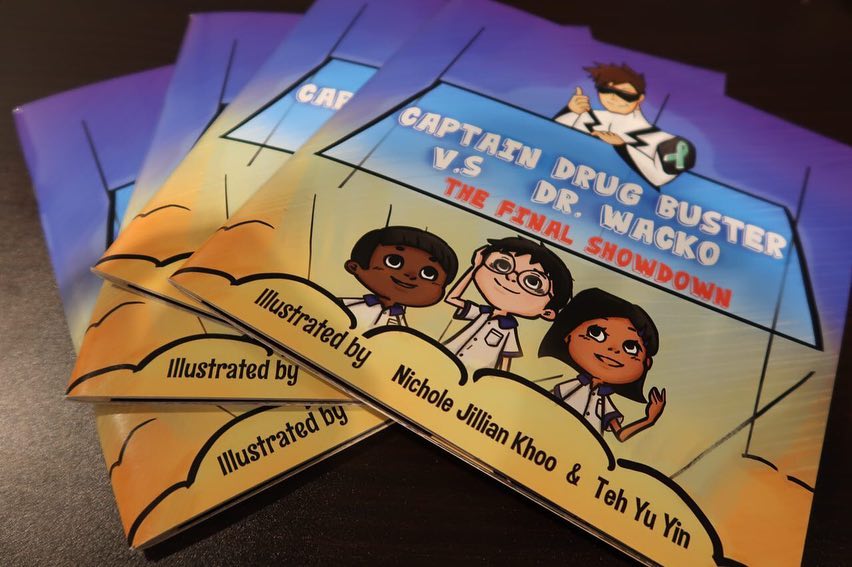 CAPTAIN DRUG BUSTER
V.S DR. WACKO
THE FINAL SHOWDOWN
Illustrated by Nichole Jillian Khoo & Teh Yu Yin
CAP
Illustrated by
Illustrated by